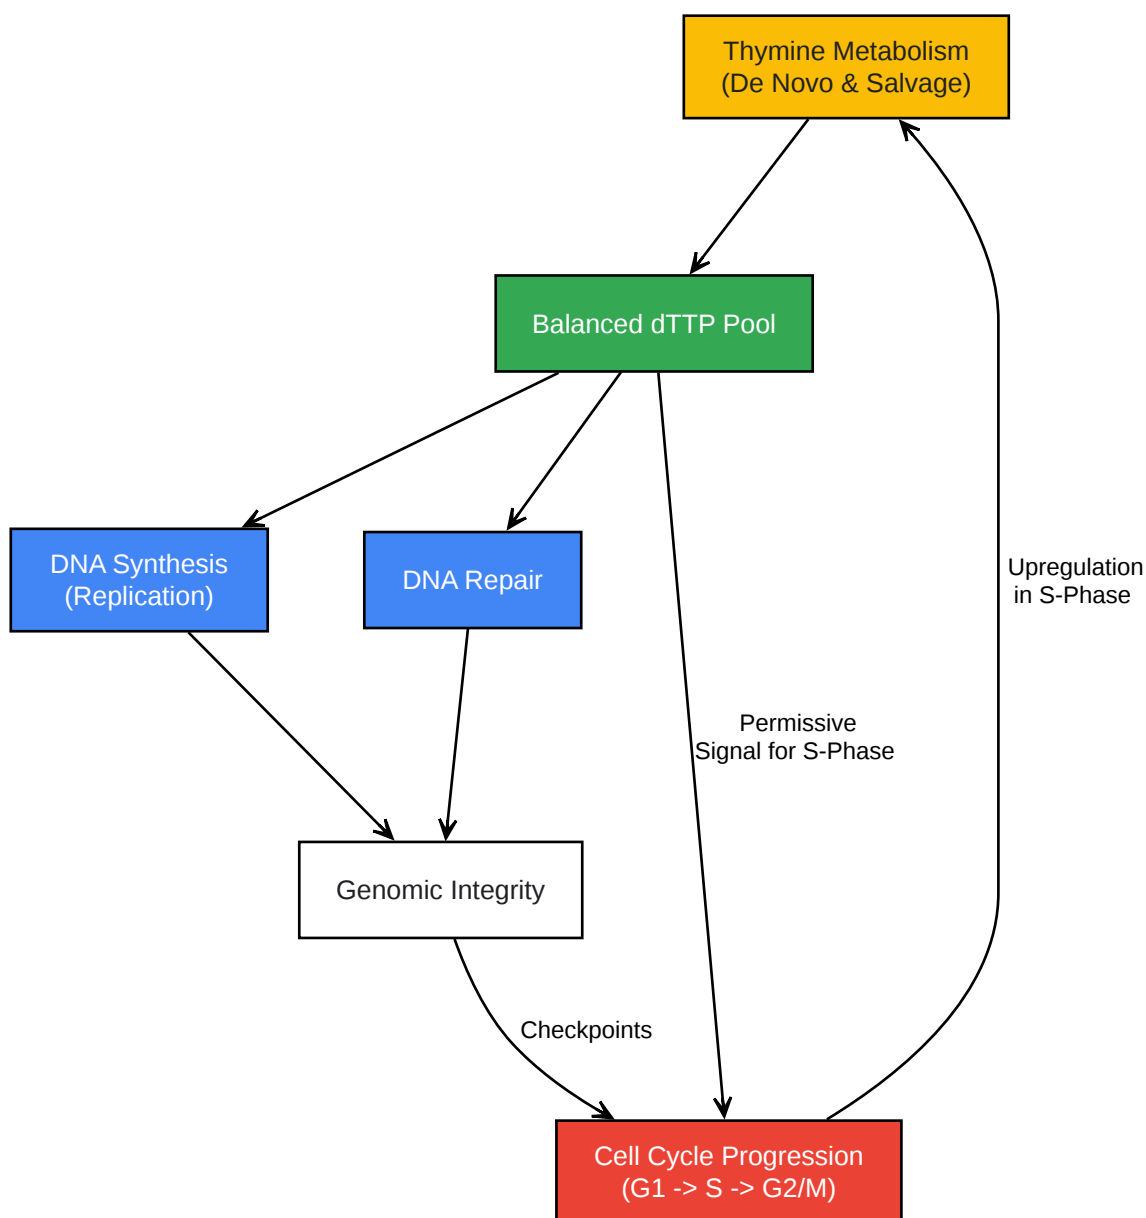 Thymine Metabolism
(De Novo & Salvage)
Balanced dTTP Pool
DNA Synthesis
(Replication)
DNA Repair
Upregulation
in S-Phase
Permissive
Signal for S-Phase
Genomic Integrity
Checkpoints
Cell Cycle Progression
(G1 -> S -> G2/M)